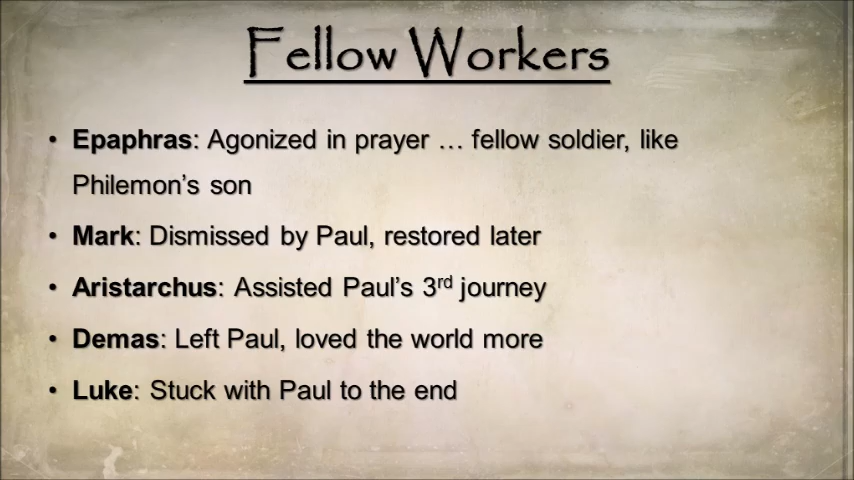 Fellow Workers
• Epaphras: Agonized in prayer … fellow soldier, like
Philemon’s son
• Mark: Dismissed by Paul, restored later
• Aristarchus: Assisted Paul’s 3rd journey
• Demas: Left Paul, loved the world more
• Luke: Stuck with Paul to the end